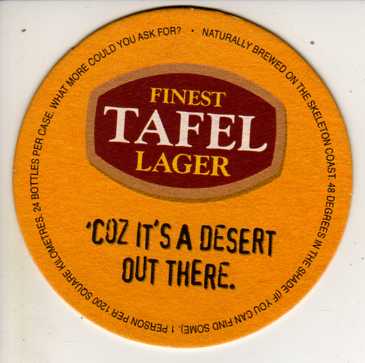 FINEST
TAFEL
LAGER
'COZ IT'S A DESERT
OUT THERE.
NATURALLY BREWED ON THE SKELETON COAST. 48 DEGREES IN THE SHADE (IF YOU CAN FIND SOME). 1 PERSON PER 1200 SQUARE KILOMETRES. 24 BOTTLES PER CASE. WHAT MORE COULD YOU ASK FOR? •